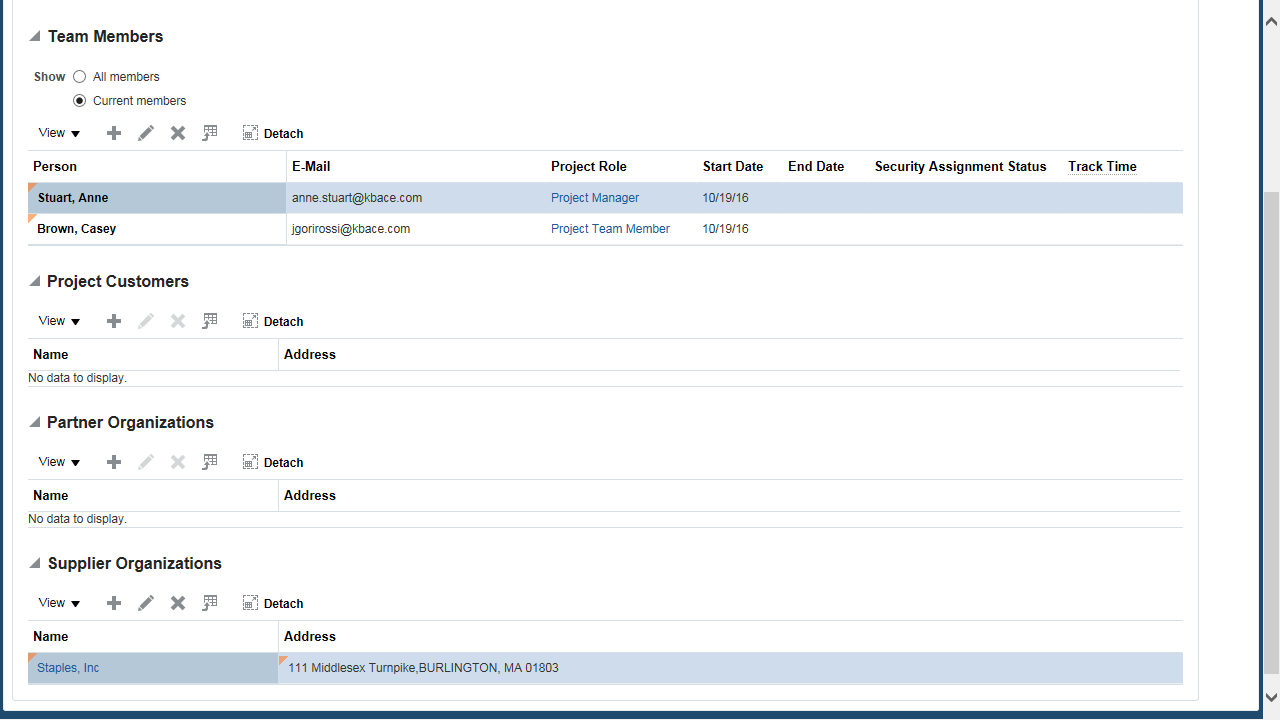 Team Members
Show All members
Current members
View Detach
Person E-Mail Project Role Start Date End Date Security Assignment Status Track Time
Stuart, Anne anne.stuart@kbace.com Project Manager 10/19/16
Brown, Casey jgorirossi@kbace.com Project Team Member 10/19/16
Project Customers
View Detach
Name Address
No data to display.
Partner Organizations
View Detach
Name Address
No data to display.
Supplier Organizations
View Detach
Name Address
Staples, Inc 111 Middlesex Turnpike,BURLINGTON, MA 01803